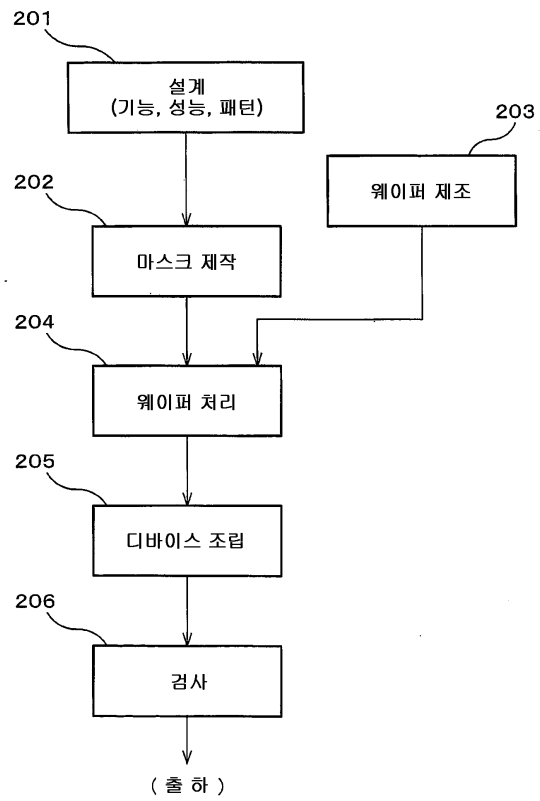 201
설계
(기능, 성능, 패턴)
203
웨이퍼 제조
202
마스크 제작
204
웨이퍼 처리
205
디바이스 조립
206
검사
( 출 하 )